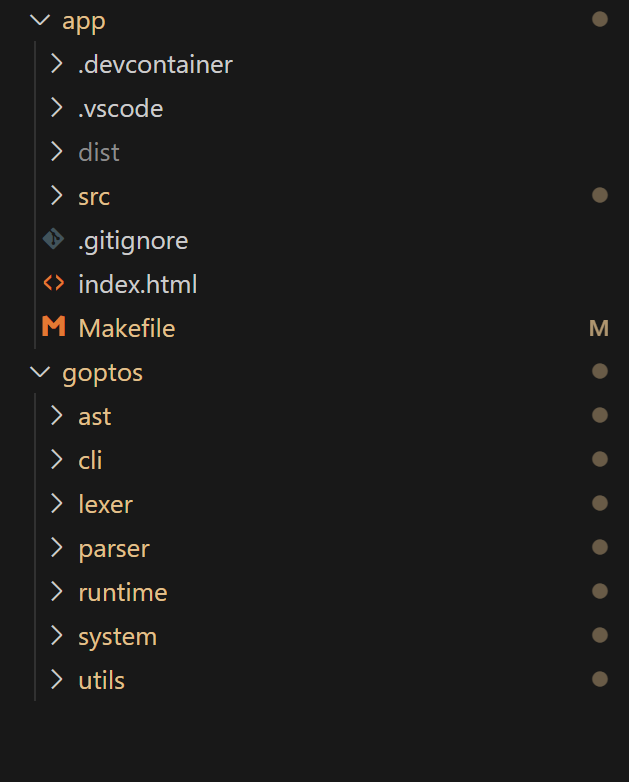 app
.devcontainer
.vscode
dist
src
.gitignore
index.html
Makefile M
goptos
ast
cli
lexer
parser
runtime
system
utils